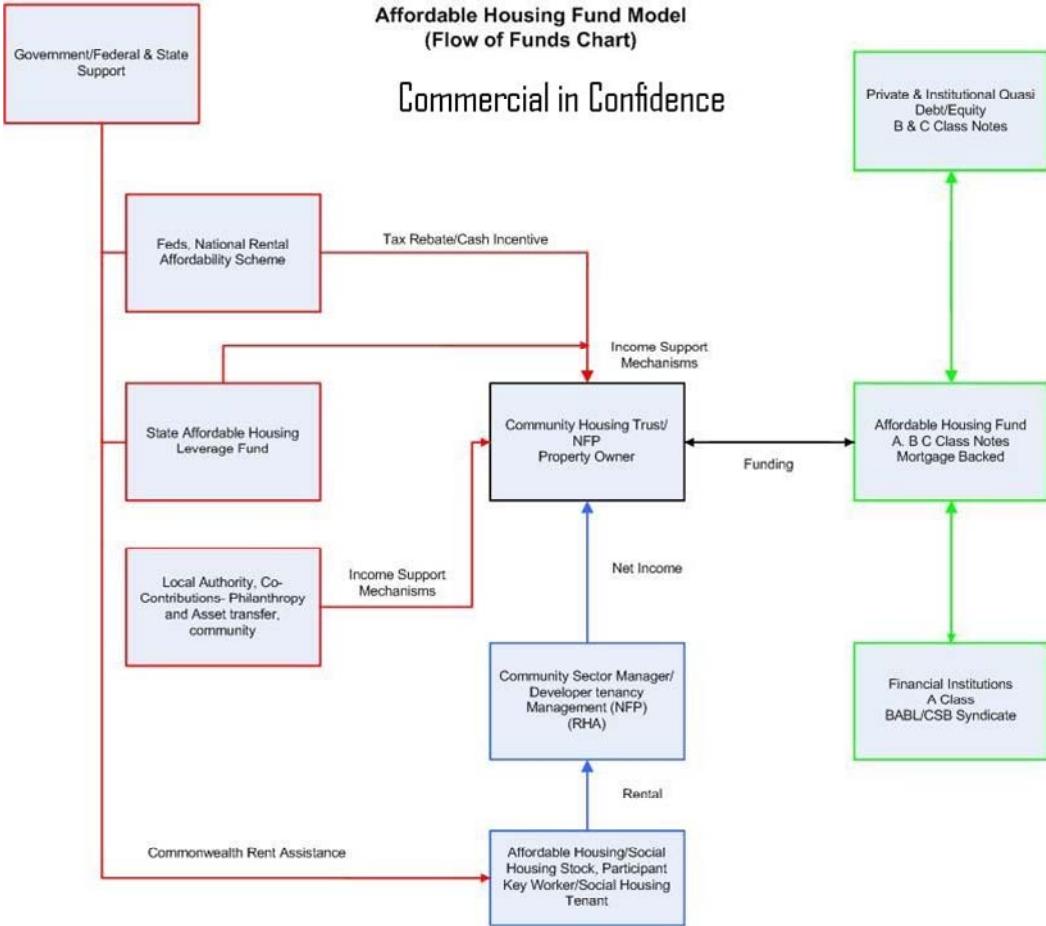 Affordable Housing Fund Model
(Flow of Funds Chart)
Commercial in Confidence
Government/Federal & State
Support
Private & Institutional Quasi
Debt/Equity
B & C Class Notes
Feds, National Rental
Affordability Scheme
Tax Rebate/Cash Incentive
Income Support
Mechanisms
State Affordable Housing
Leverage Fund
Community Housing Trust/
NFP
Property Owner
Funding
Affordable Housing Fund
A. B C Class Notes
Mortgage Backed
Local Authority, Co-
Contributions- Philanthropy
and Asset transfer,
community
Income Support
Mechanisms
Net Income
Community Sector Manager/
Developer tenancy
Management (NFP)
(RHA)
Financial Institutions
A Class
BABL/CSB Syndicate
Rental
Commonwealth Rent Assistance
Affordable Housing/Social
Housing Stock, Participant
Key Worker/Social Housing
Tenant